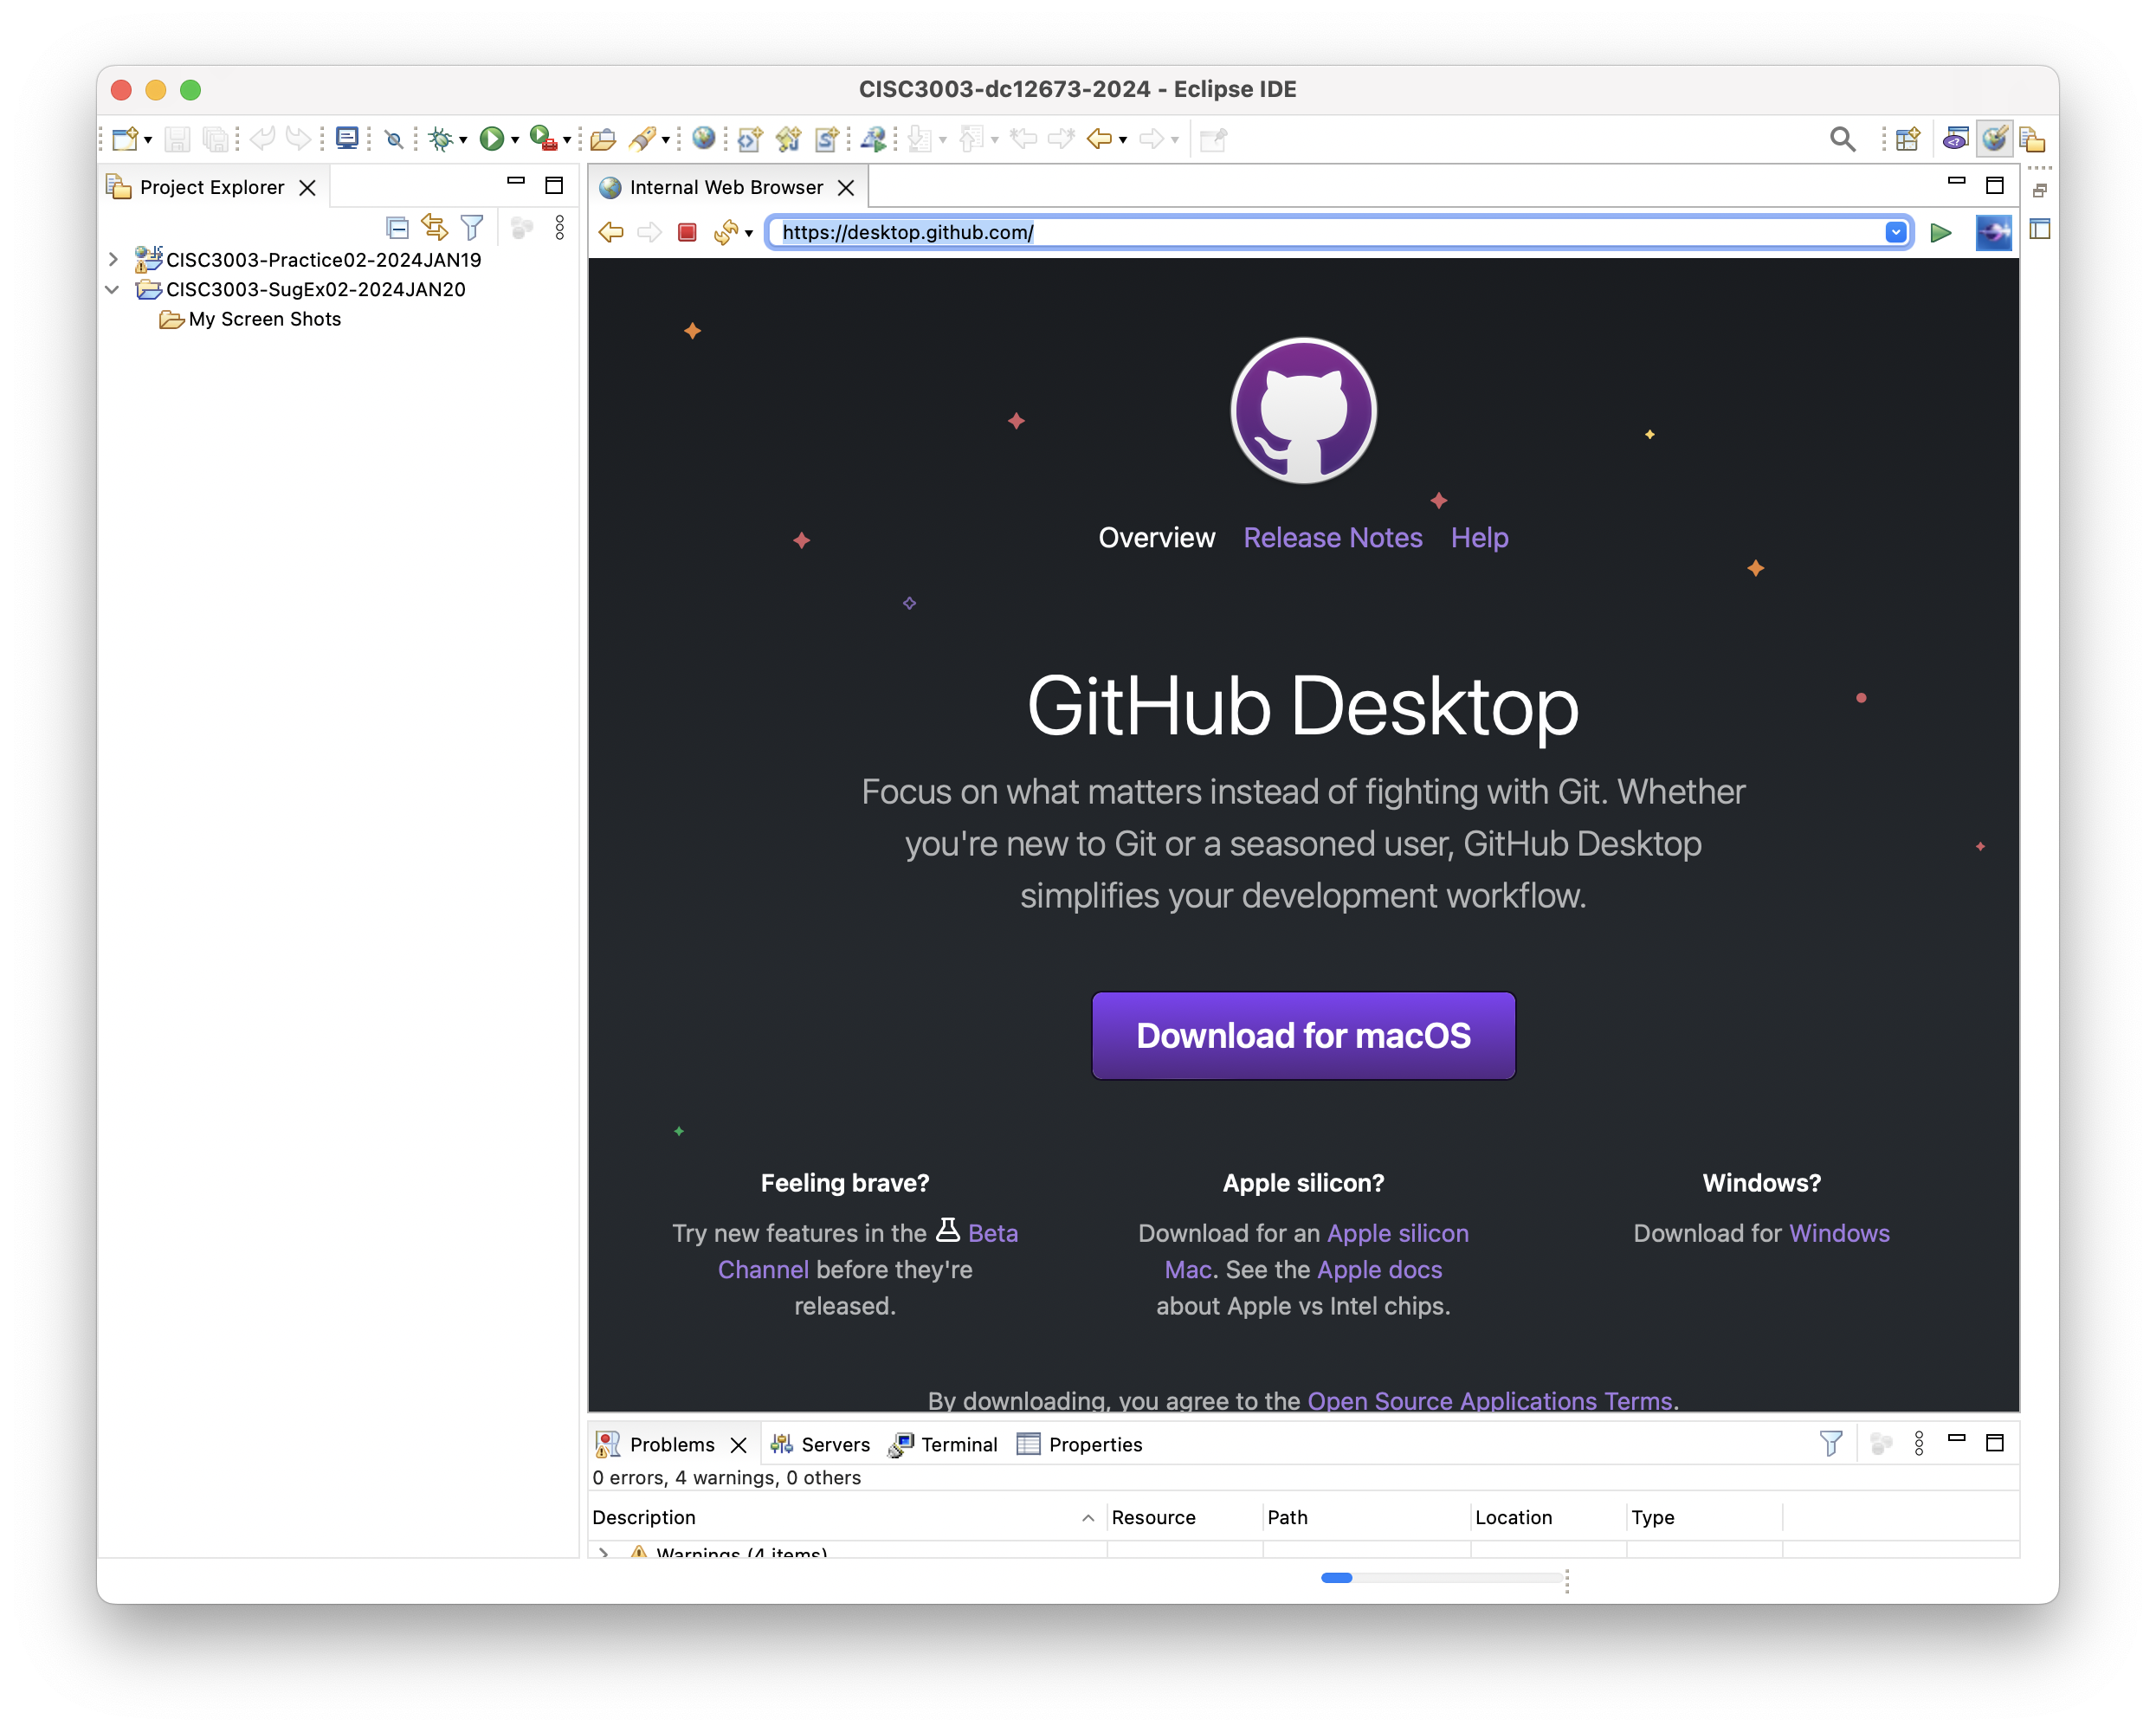 CISC3003-dc12673-2024 - Eclipse IDE
Project Explorer
CISC3003-Practice02-2024JAN19
CISC3003-SugEx02-2024JAN20
My Screen Shots
Internal Web Browser
https://desktop.github.com/
Overview Release Notes Help
GitHub Desktop
Focus on what matters instead of fighting with Git. Whether
you're new to Git or a seasoned user, GitHub Desktop
simplifies your development workflow.
Download for macOS
Feeling brave?
Try new features in the Beta
Channel before they're
released.
Apple silicon?
Download for an Apple silicon
Mac. See the Apple docs
about Apple vs Intel chips.
Windows?
Download for Windows
By downloading, you agree to the Open Source Applications Terms.
Problems Servers Terminal Properties
0 errors, 4 warnings, 0 others
Description Resource Path Location Type
Warnings (4 items)